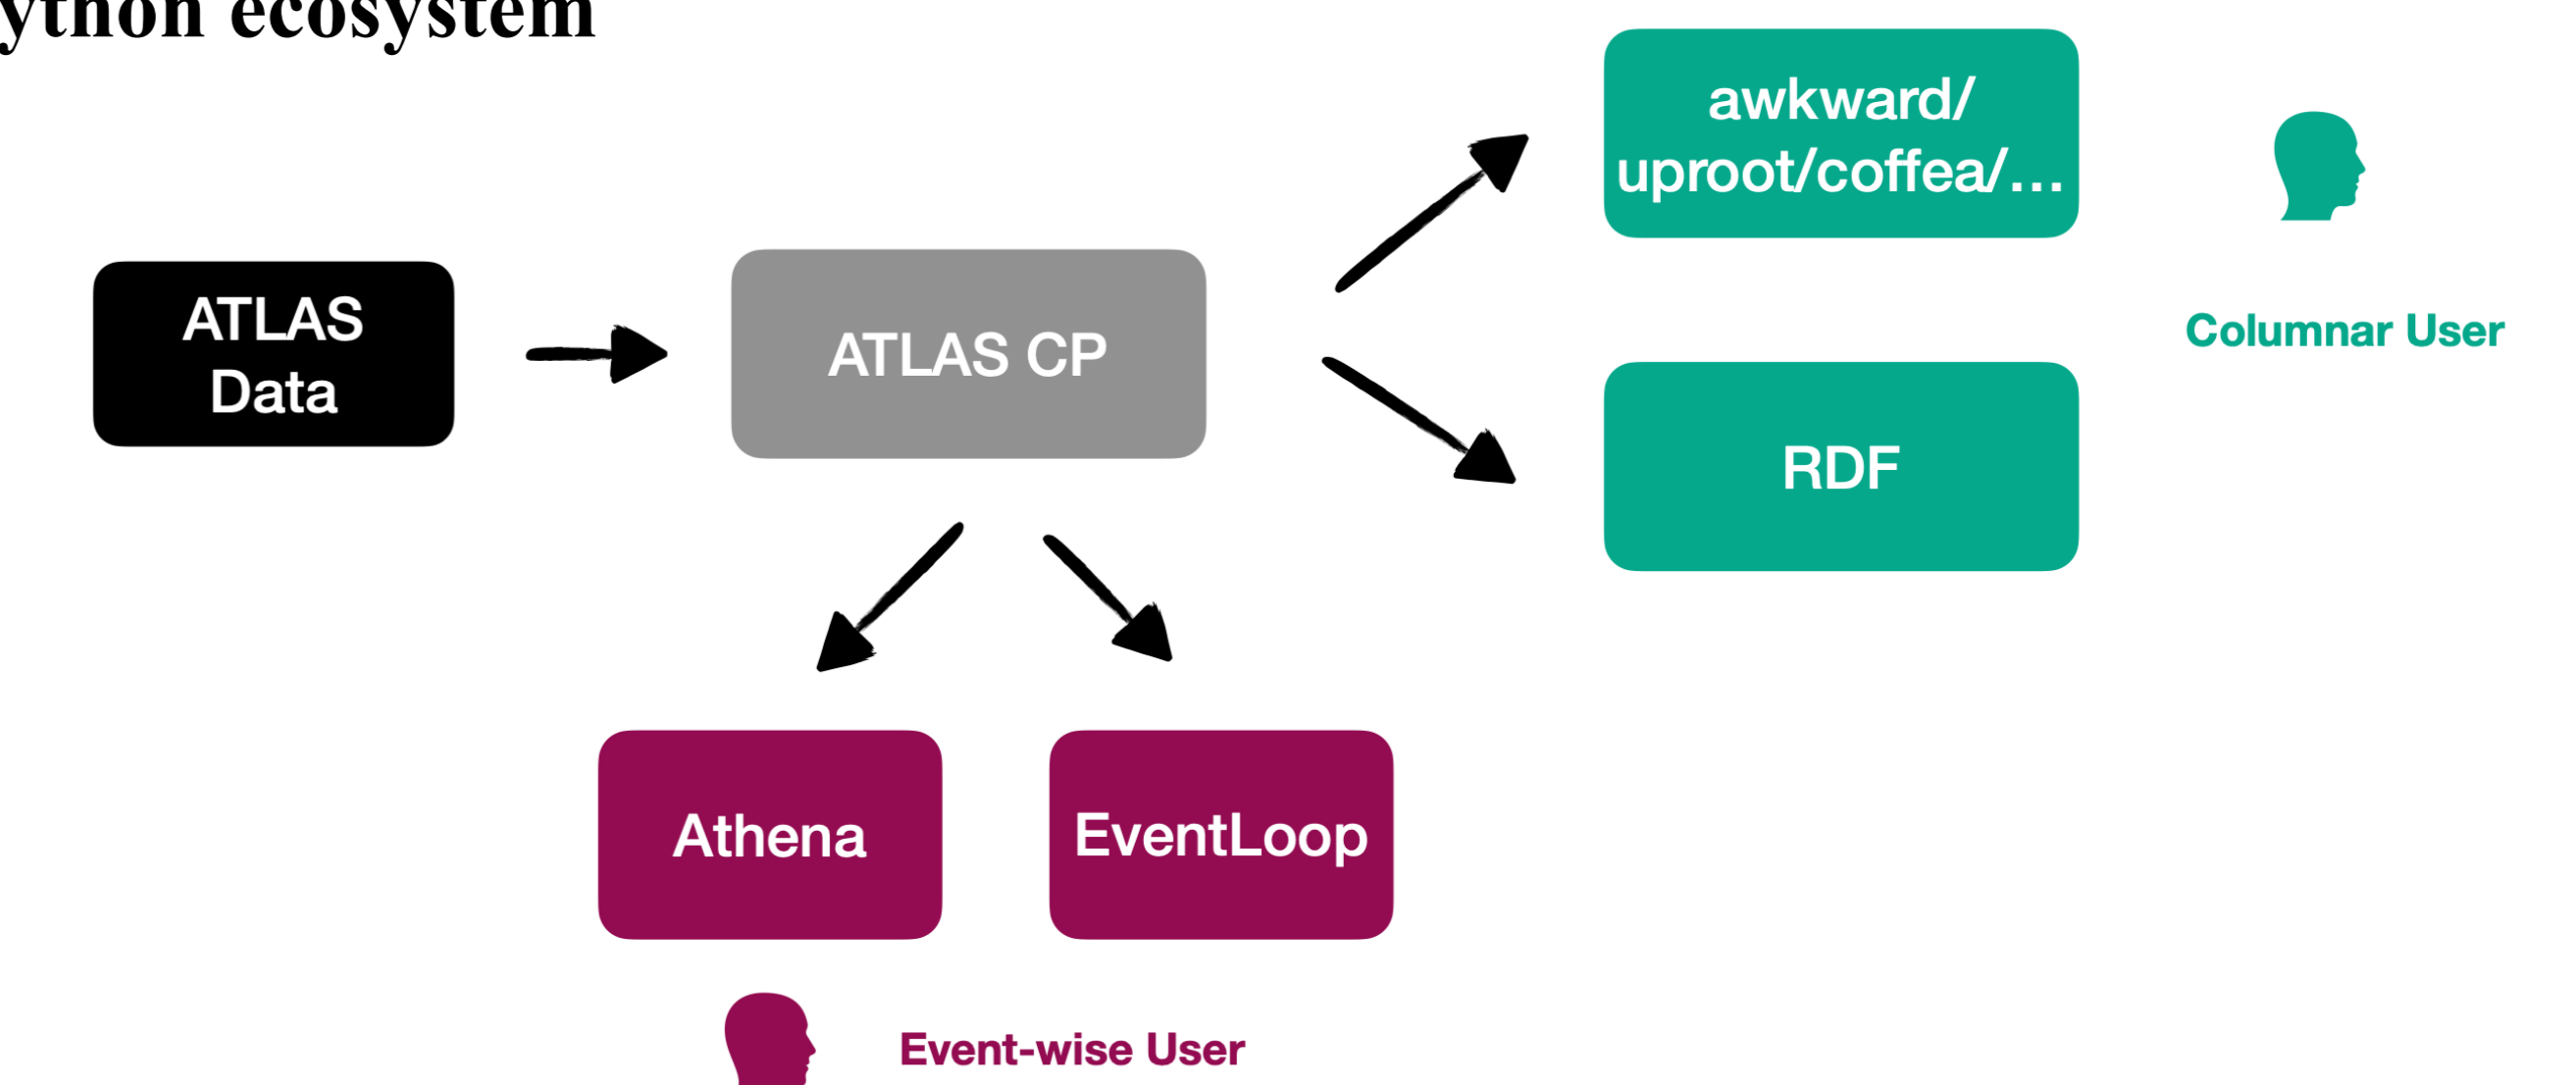 ython ecosystem
awkward/
uproot/coffea/...
ATLAS
Data
ATLAS CP
Columnar User
RDF
Athena
EventLoop
Event-wise User